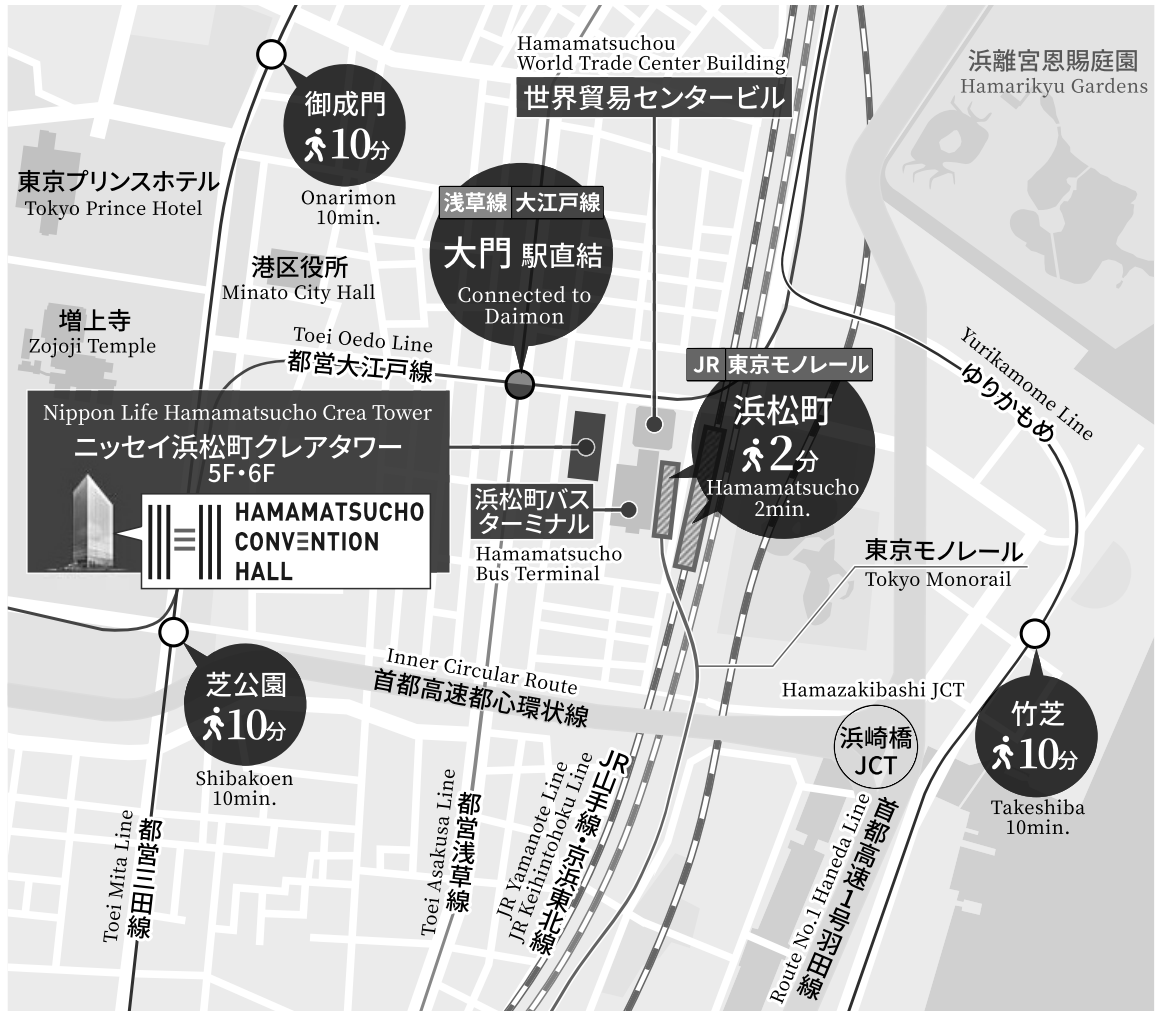 Hamamatsuchou
World Trade Center Building
世界貿易センタービル
浜離宮恩賜庭園
Hamarikyu Gardens
御成門
10分
Onarimon
10min.
東京プリンスホテル
Tokyo Prince Hotel
浅草線 大江戸線
大門 駅直結
Connected to
Daimon
港区役所
Minato City Hall
増上寺
Zojoji Temple
Toei Oedo Line
都営大江戸線
JR 東京モノレール
浜松町
2分
Hamamatsucho
2min.
Yurikamome Line
ゆりかもめ
Nippon Life Hamamatsucho Crea Tower
ニッセイ浜松町クレアタワー
5F・6F
HAMAMATSUCHO
CONVENTION
HALL
浜松町バス
ターミナル
Hamamatsucho
Bus Terminal
東京モノレール
Tokyo Monorail
芝公園
10分
Shibakoen
10min.
Inner Circular Route
首都高速都心環状線
Hamazakibashi JCT
浜崎橋
JCT
竹芝
10分
Takeshiba
10min.
Toei Mita Line
都営三田線
Toei Asakusa Line
都営浅草線
JR Yamanote Line
JR Keihintohoku Line
JR山手線・京浜東北線
Route No.1 Haneda Line
首都高速1号羽田線